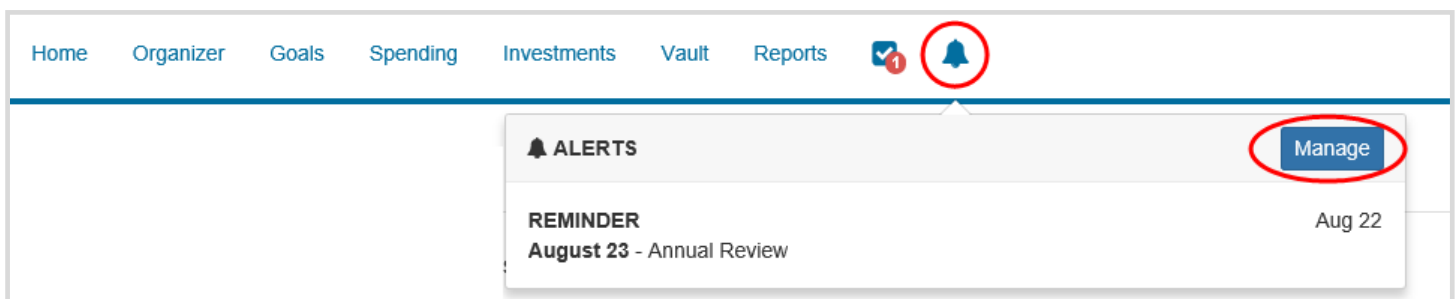 Home Organizer Goals Spending Investments Vault Reports 1
ALERTS Manage
REMINDER Aug 22
August 23 - Annual Review